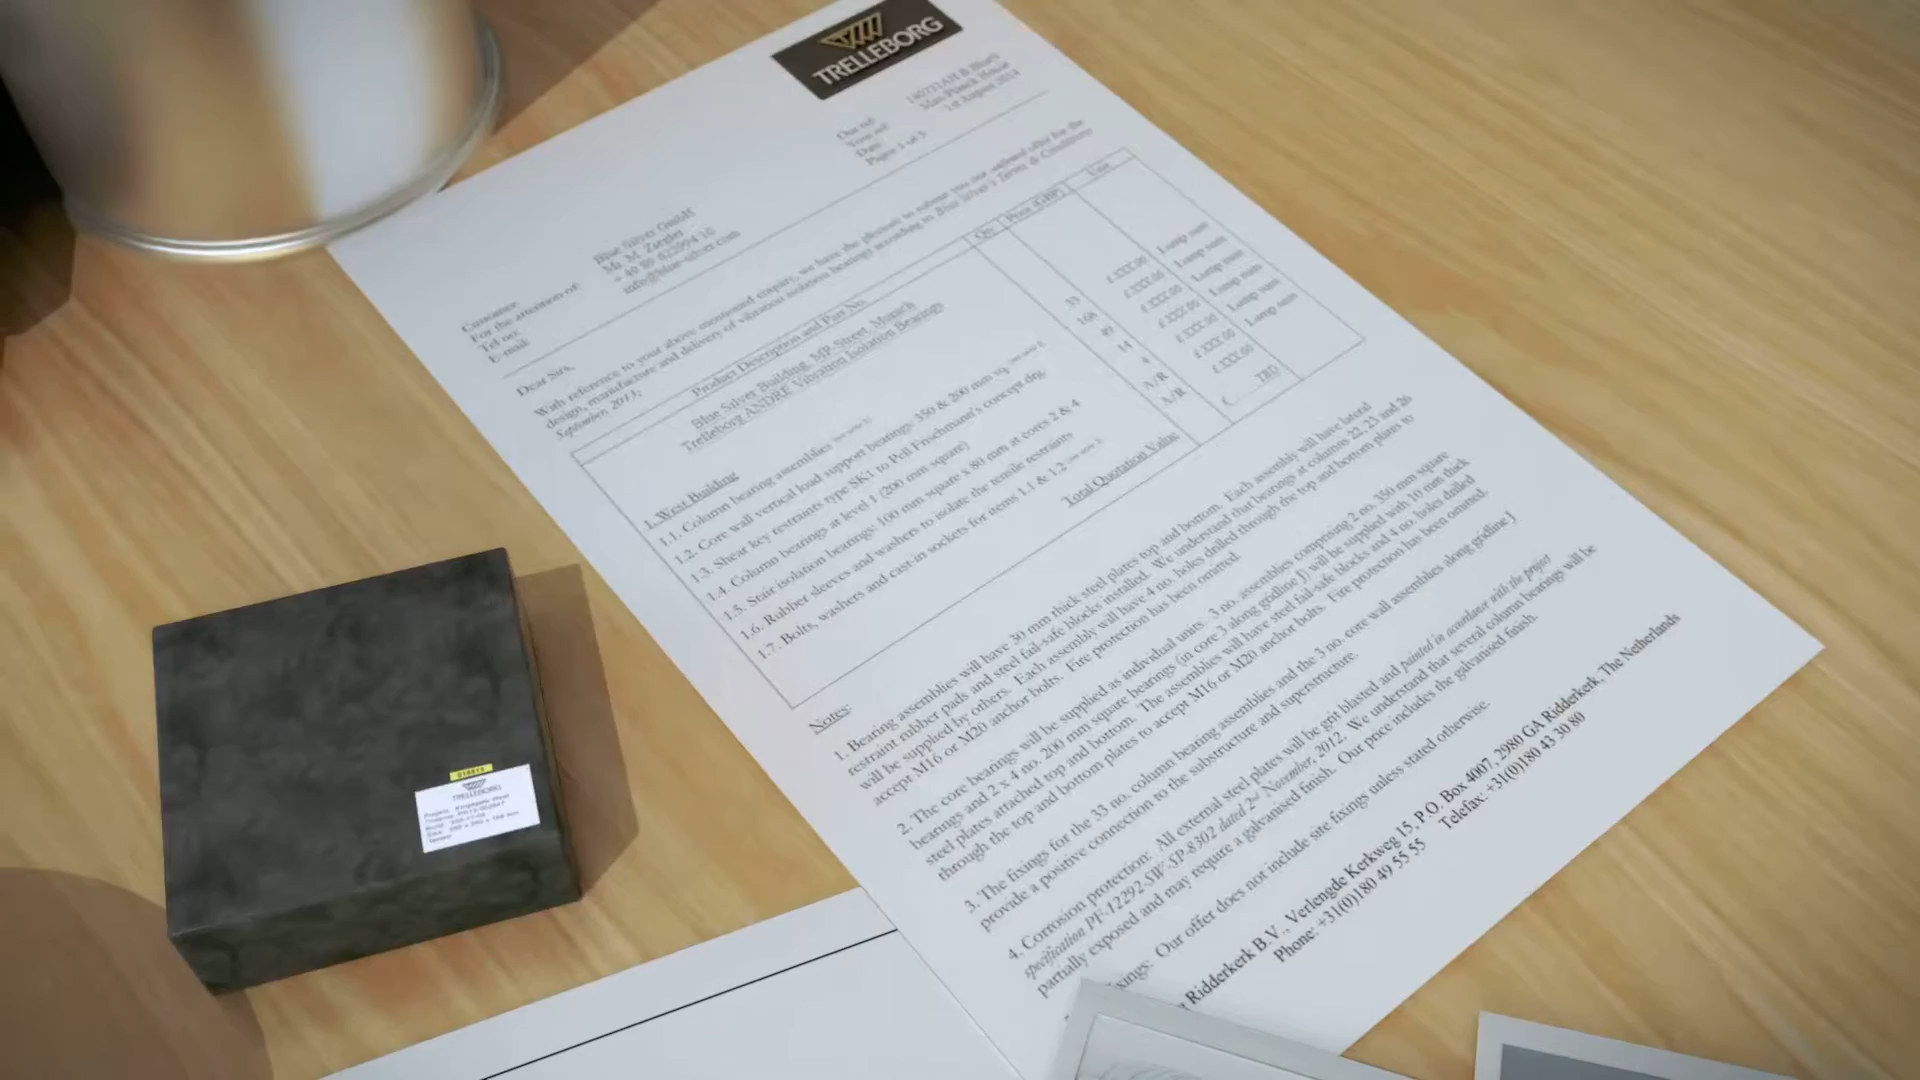 TRELLEBORG
Our ref:
Your ref:
Date:
Pages 1 of 3
Max Planck House
1st August 2014
Consignee:
For the attention of:
Tel no:
E-mail:
Blue Silver GmbH
Mr. M. Ziegler
info@blue-silver.com
Dear Sirs,
With reference to your above mentioned enquiry, we have the pleasure to submit you our outlined offer for the
design, manufacture and delivery of vibration isolation bearings according to Blue Silver's Terms & Conditions
September, 2013;
Product Description and Part No.
Qty
Price (GBP)
Unit
Blue Silver Building, MP-Street, Munich
Trelleborg ANDRE Vibration Isolation Bearings
1. West Building
1.1. Column bearing assemblies
33
£ XXX.00
Lump sum
1.2. Core wall vertical load support bearings: 350 & 200 mm sq
168
£ XXX.00
Lump sum
1.3. Shear key restraints type SK1 to Pell Frischmann's concept drg.
49
£ XXX.00
Lump sum
1.4. Column bearings at level 1 (200 mm square)
14
£ XXX.00
Lump sum
1.5. Stair isolation bearings: 100 mm square x 80 mm at cores 2 & 4
4
£ XXX.00
Lump sum
1.6. Rubber sleeves and washers to isolate the tensile restraints
A/R
1.7. Bolts, washers and cast-in sockets for items 1.1 & 1.2
A/R
Total Quotation Value
£
TBD
Notes:
1. Bearing assemblies will have 30 mm thick steel plates top and bottom. Each assembly will have lateral
restraint rubber pads and steel fail-safe blocks installed. We understand that bearings at columns 22, 23 and 26
will be supplied by others. Each assembly will have 4 no. holes drilled through the top and bottom plates to
accept M16 or M20 anchor bolts. Fire protection has been omitted.
2. The core bearings will be supplied as individual units. 3 no. assemblies comprising 2 no. 350 mm square
bearings and 2 x 4 no. 200 mm square bearings (in core 3 along gridline J) will be supplied with 10 mm thick
steel plates attached top and bottom. The assemblies will have steel fail-safe blocks and 4 no. holes drilled
through the top and bottom plates to accept M16 or M20 anchor bolts. Fire protection has been omitted.
3. The fixings for the 33 no. column bearing assemblies and the 3 no. core wall assemblies along gridline J
provide a positive connection to the substructure and superstructure.
4. Corrosion protection: All external steel plates will be grit blasted and painted in accordance with the project
specification PF-12292-SW-SP-8302 dated 2nd November, 2012. We understand that several column bearings will be
partially exposed and may require a galvanised finish. Our price includes the galvanised finish.
xings: Our offer does not include site fixings unless stated otherwise.
Ridderkerk B.V., Verlengde Kerkweg 15, P.O. Box 4007, 2980 GA Ridderkerk, The Netherlands
Phone: +31(0)180 49 55 55 Telefax: +31(0)180 43 30 80
TRELLEBORG